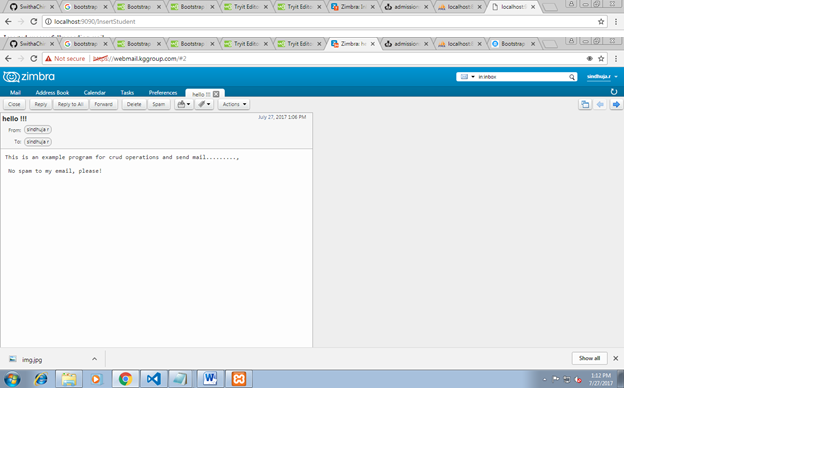 SwithaChe
Bootstrap
Bootstrap
Bootstrap
Tryit Edito
Tryit Edito
Zimbra: In
admission
localhost
localhost:
localhost:9090/InsertStudent
SwithaChe
Bootstrap
Bootstrap
Bootstrap
Tryit Edito
Tryit Edito
Zimbra: he
admission
localhost
Bootstrap
Not secure https://webmail.kggroup.com/#2
zimbra
in:inbox
sindhuja.r
Mail Address Book Calendar Tasks Preferences hello !!!
Close Reply Reply to All Forward Delete Spam Actions
hello !!! July 27, 2017 1:06 PM
From: sindhuja r
To: sindhuja r
This is an example program for crud operations and send mail.........,
No spam to my email, please!
img.jpg
Show all
1:12 PM
7/27/2017